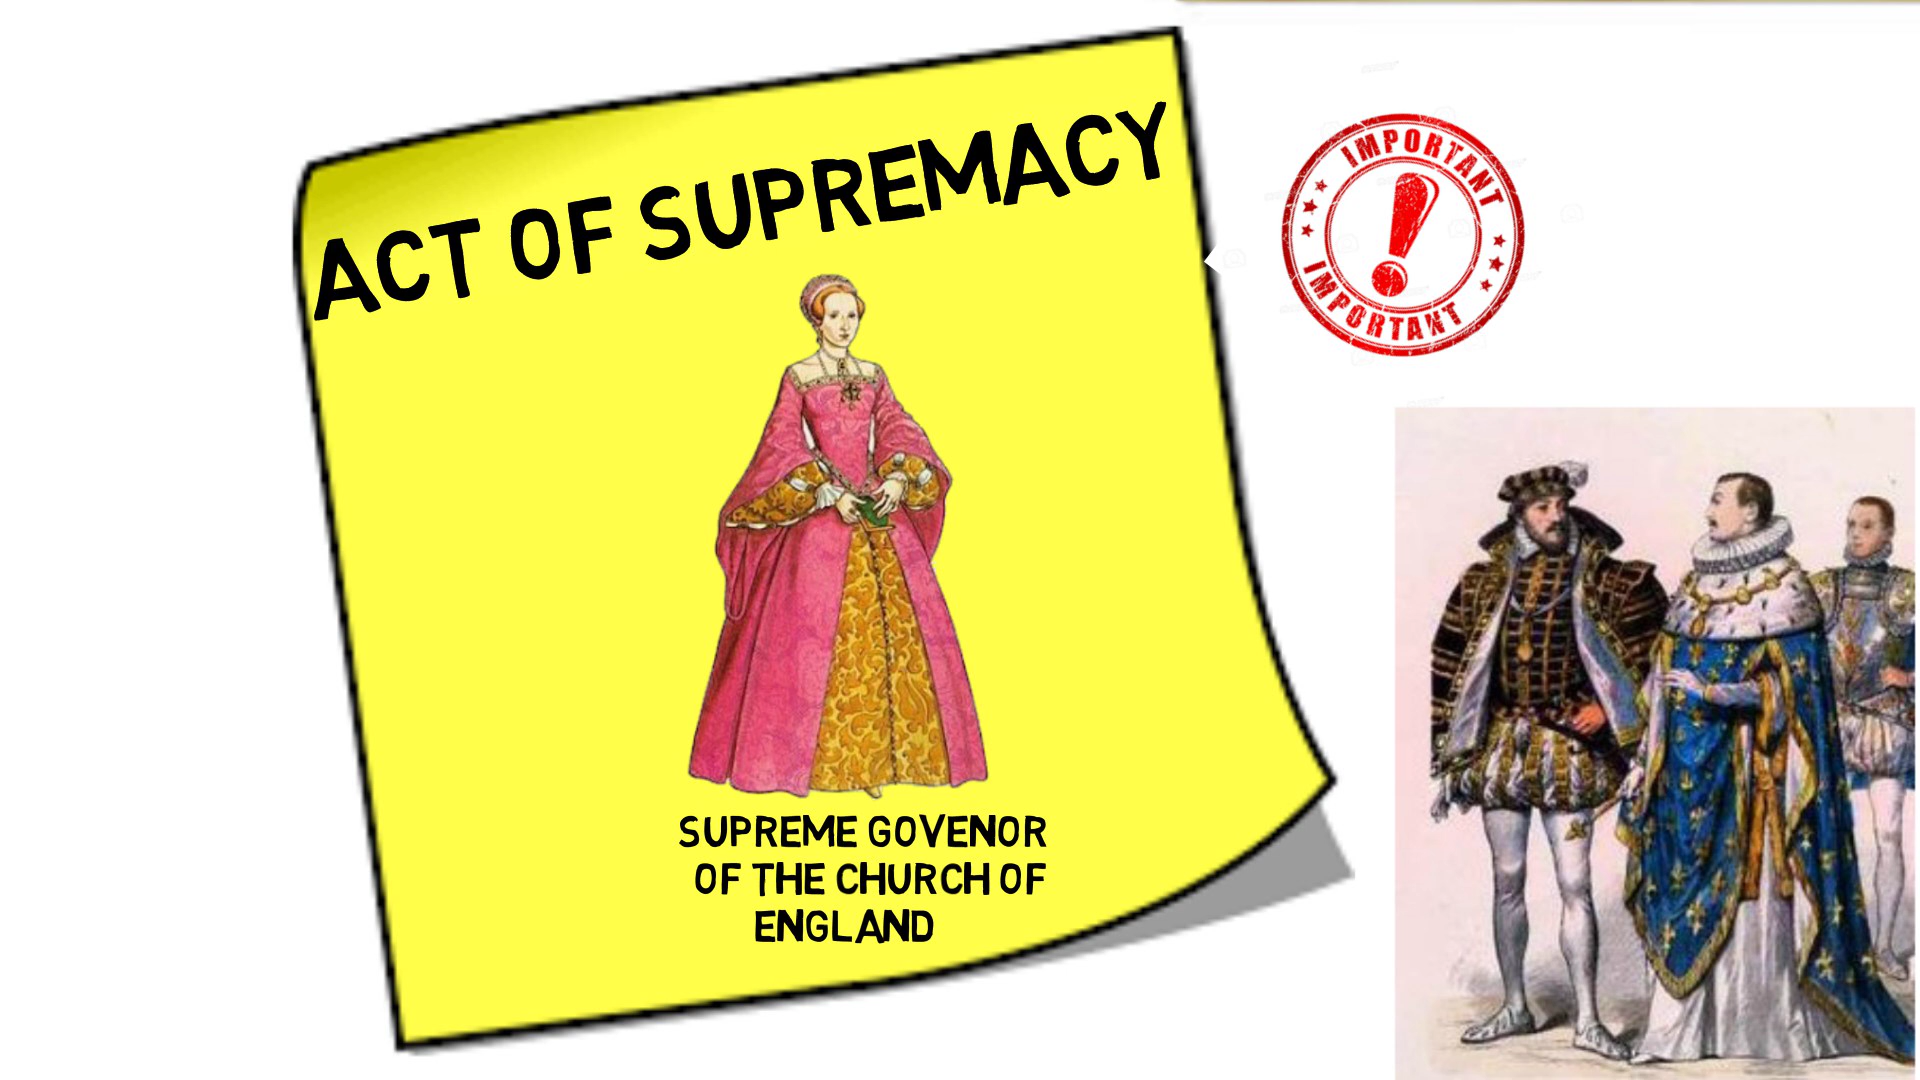 ACT OF SUPREMACY
IMPORTANT
IMPORTANT
SUPREME GOVENOR
OF THE CHURCH OF
ENGLAND